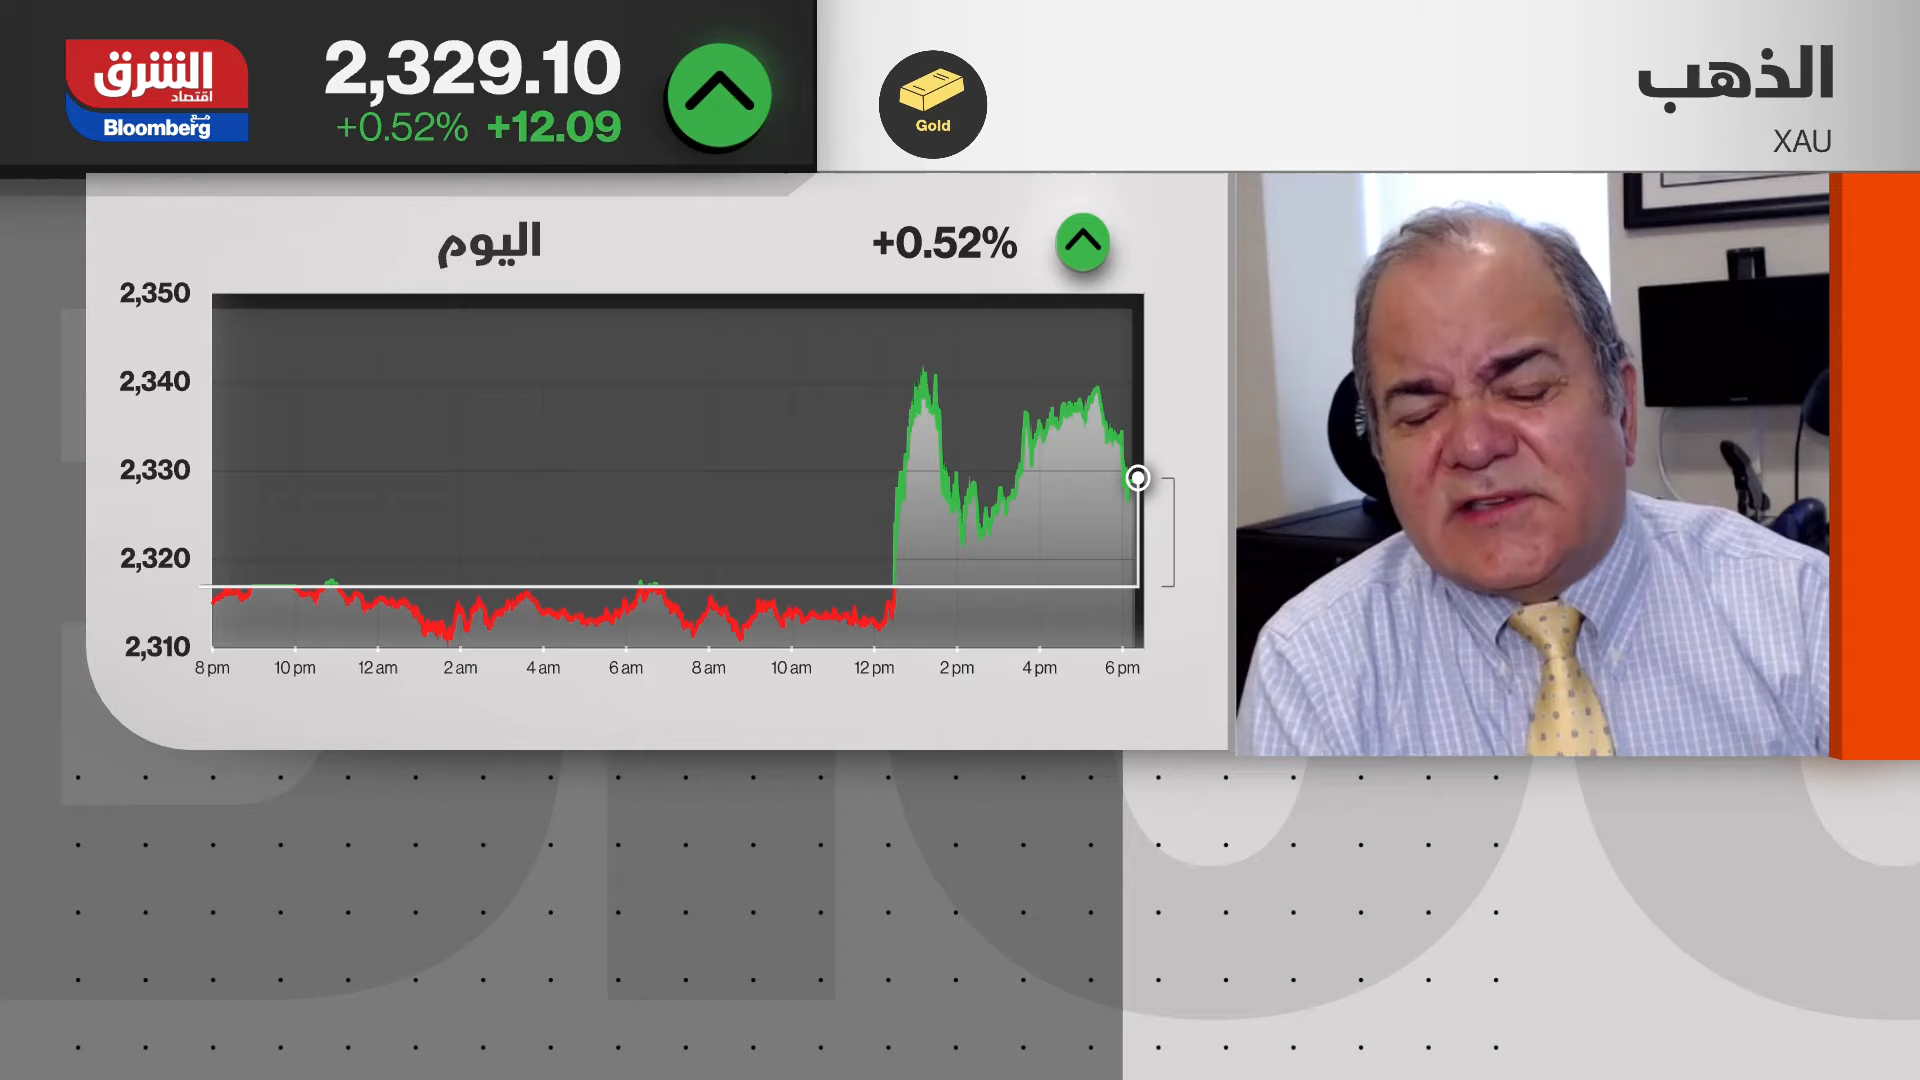 الشرق
اقتصاد
مع
Bloomberg
2,329.10
+0.52% +12.09
Gold
الذهب
XAU
اليوم
+0.52%
2,350
2,340
2,330
2,320
2,310
8 pm 10 pm 12 am 2 am 4 am 6 am 8 am 10 am 12 pm 2 pm 4 pm 6 pm